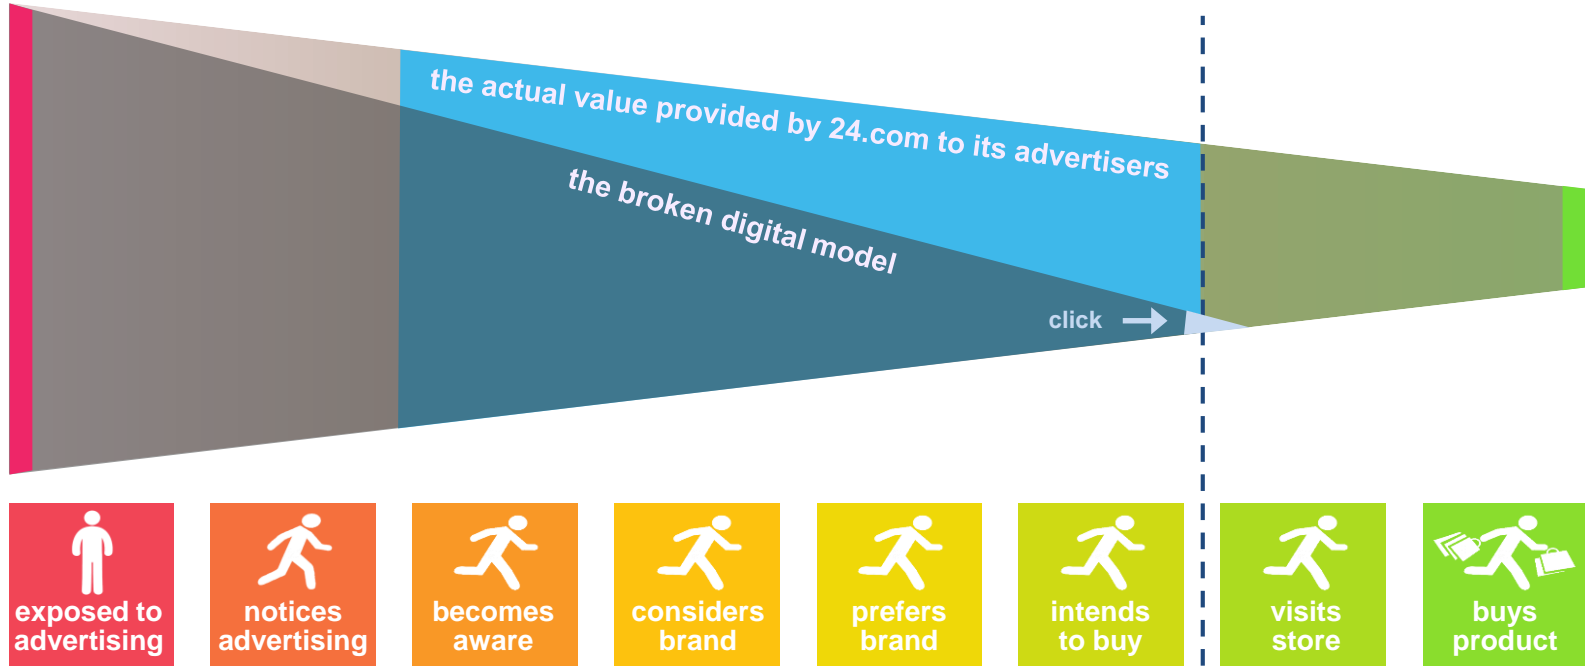 the actual value provided by 24.com to its advertisers
the broken digital model
click
exposed to
advertising
notices
advertising
becomes
aware
considers
brand
prefers
brand
intends
to buy
visits
store
buys
product